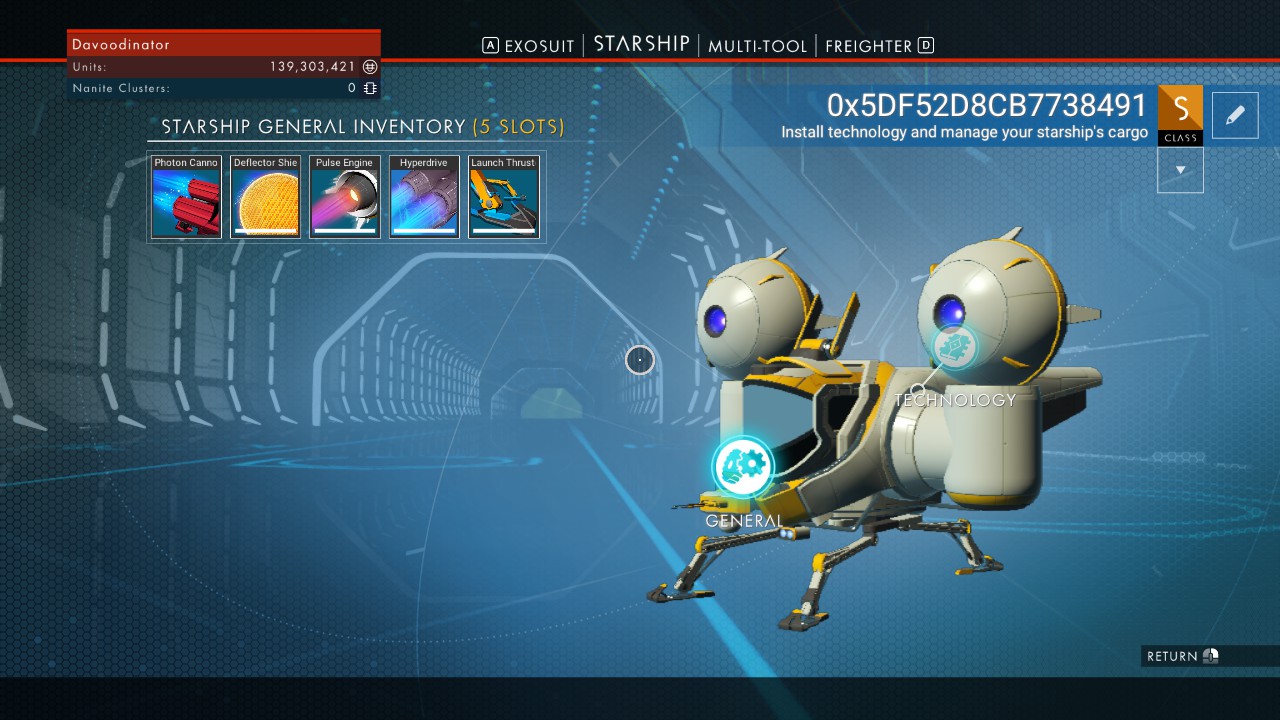 Davoodinator
Units: 139,303,421
Nanite Clusters: 0
A EXOSUIT STARSHIP MULTI-TOOL FREIGHTER D
0x5DF52D8CB7738491
Install technology and manage your starship's cargo
S
CLASS
STARSHIP GENERAL INVENTORY (5 SLOTS)
Photon Canno Deflector Shie Pulse Engine Hyperdrive Launch Thrust
TECHNOLOGY
GENERAL
RETURN